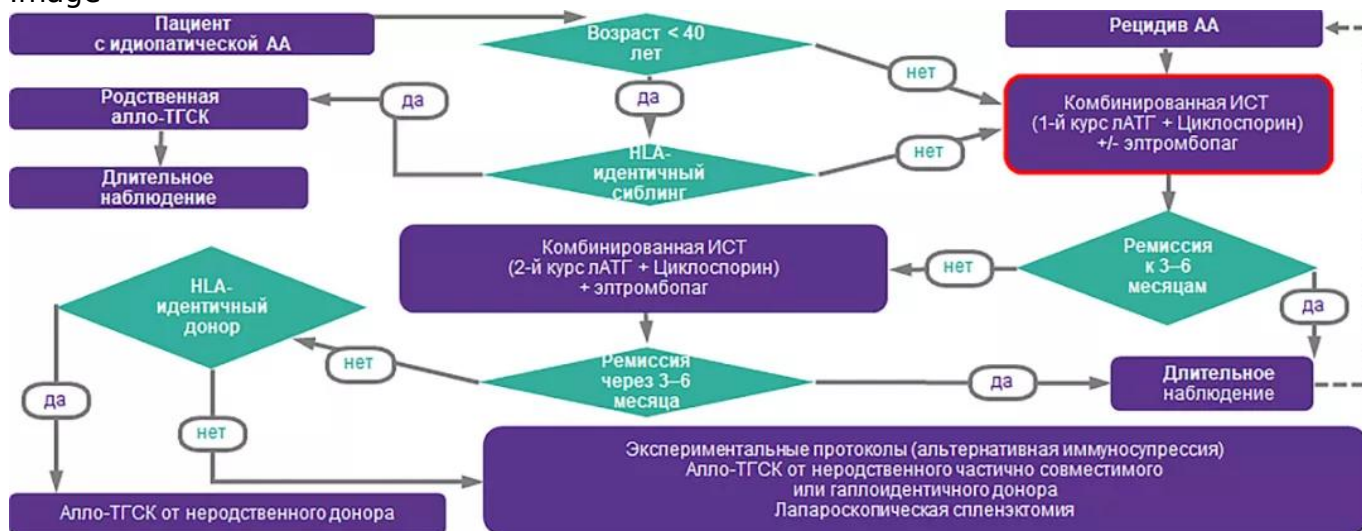 image
Пациент
с идиопатической АА
Возраст < 40
лет
Рецидив АА
нет
да
да
Родственная
алло-ТГСК
Комбинированная ИСТ
(1-й курс лАТГ + Циклоспорин)
+/- элтромбопаг
HLA-
идентичный
сиблинг
нет
Длительное
наблюдение
Комбинированная ИСТ
(2-й курс лАТГ + Циклоспорин)
+ элтромбопаг
нет
Ремиссия
к 3–6
месяцам
HLA-
идентичный
донор
да
нет
Ремиссия
через 3–6
месяца
да
Длительное
наблюдение
да
нет
Экспериментальные протоколы (альтернативная иммуносупрессия)
Алло-ТГСК от неродственного частично совместимого
или гаплоидентичного донора
Лапароскопическая спленэктомия
Алло-ТГСК от неродственного донора